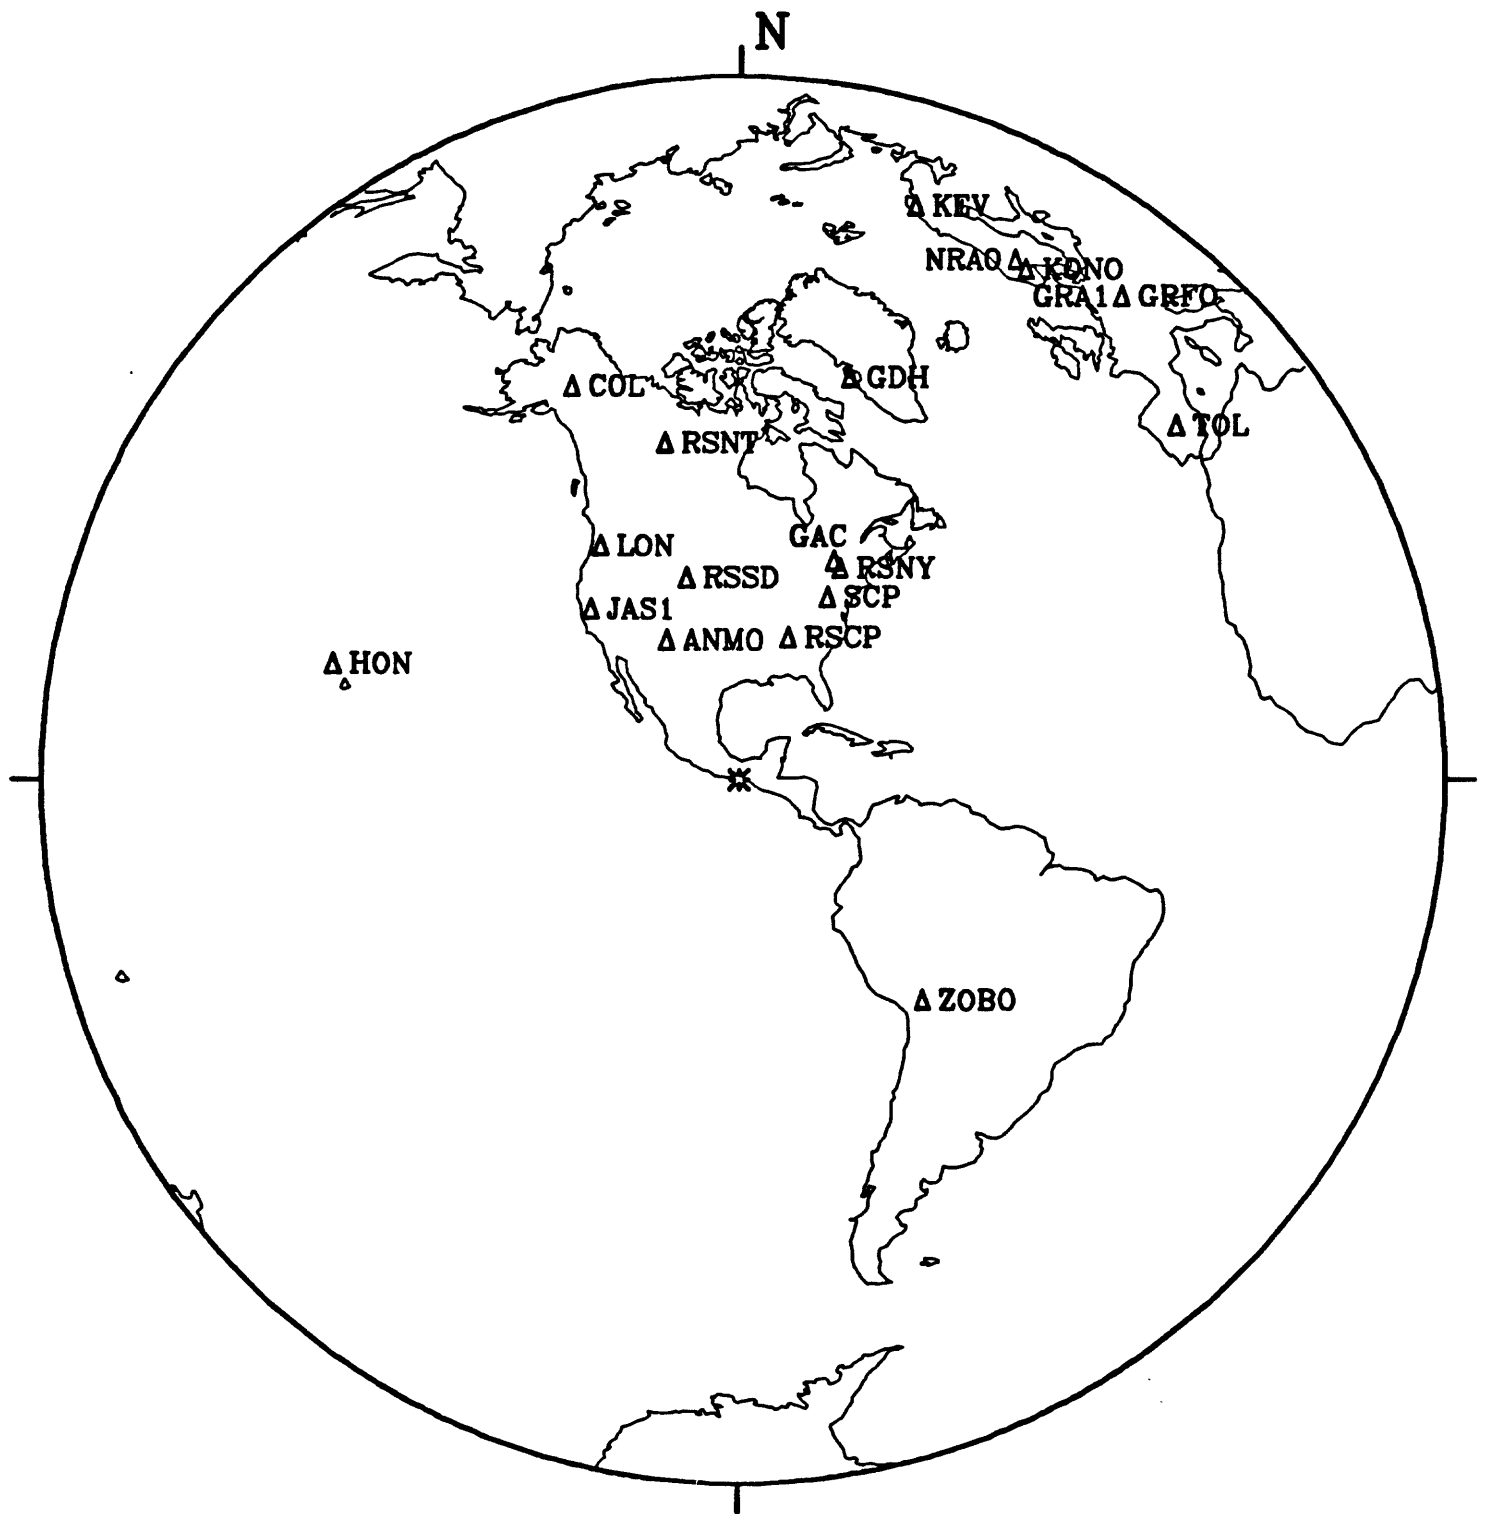 N
KEV
NRAO
KONO
GRA1
GRFO
COL
GDH
RSNT
TOL
GAC
LON
RSNY
RSSD
SCP
JAS1
ANMO
RSCP
HON
ZOBO